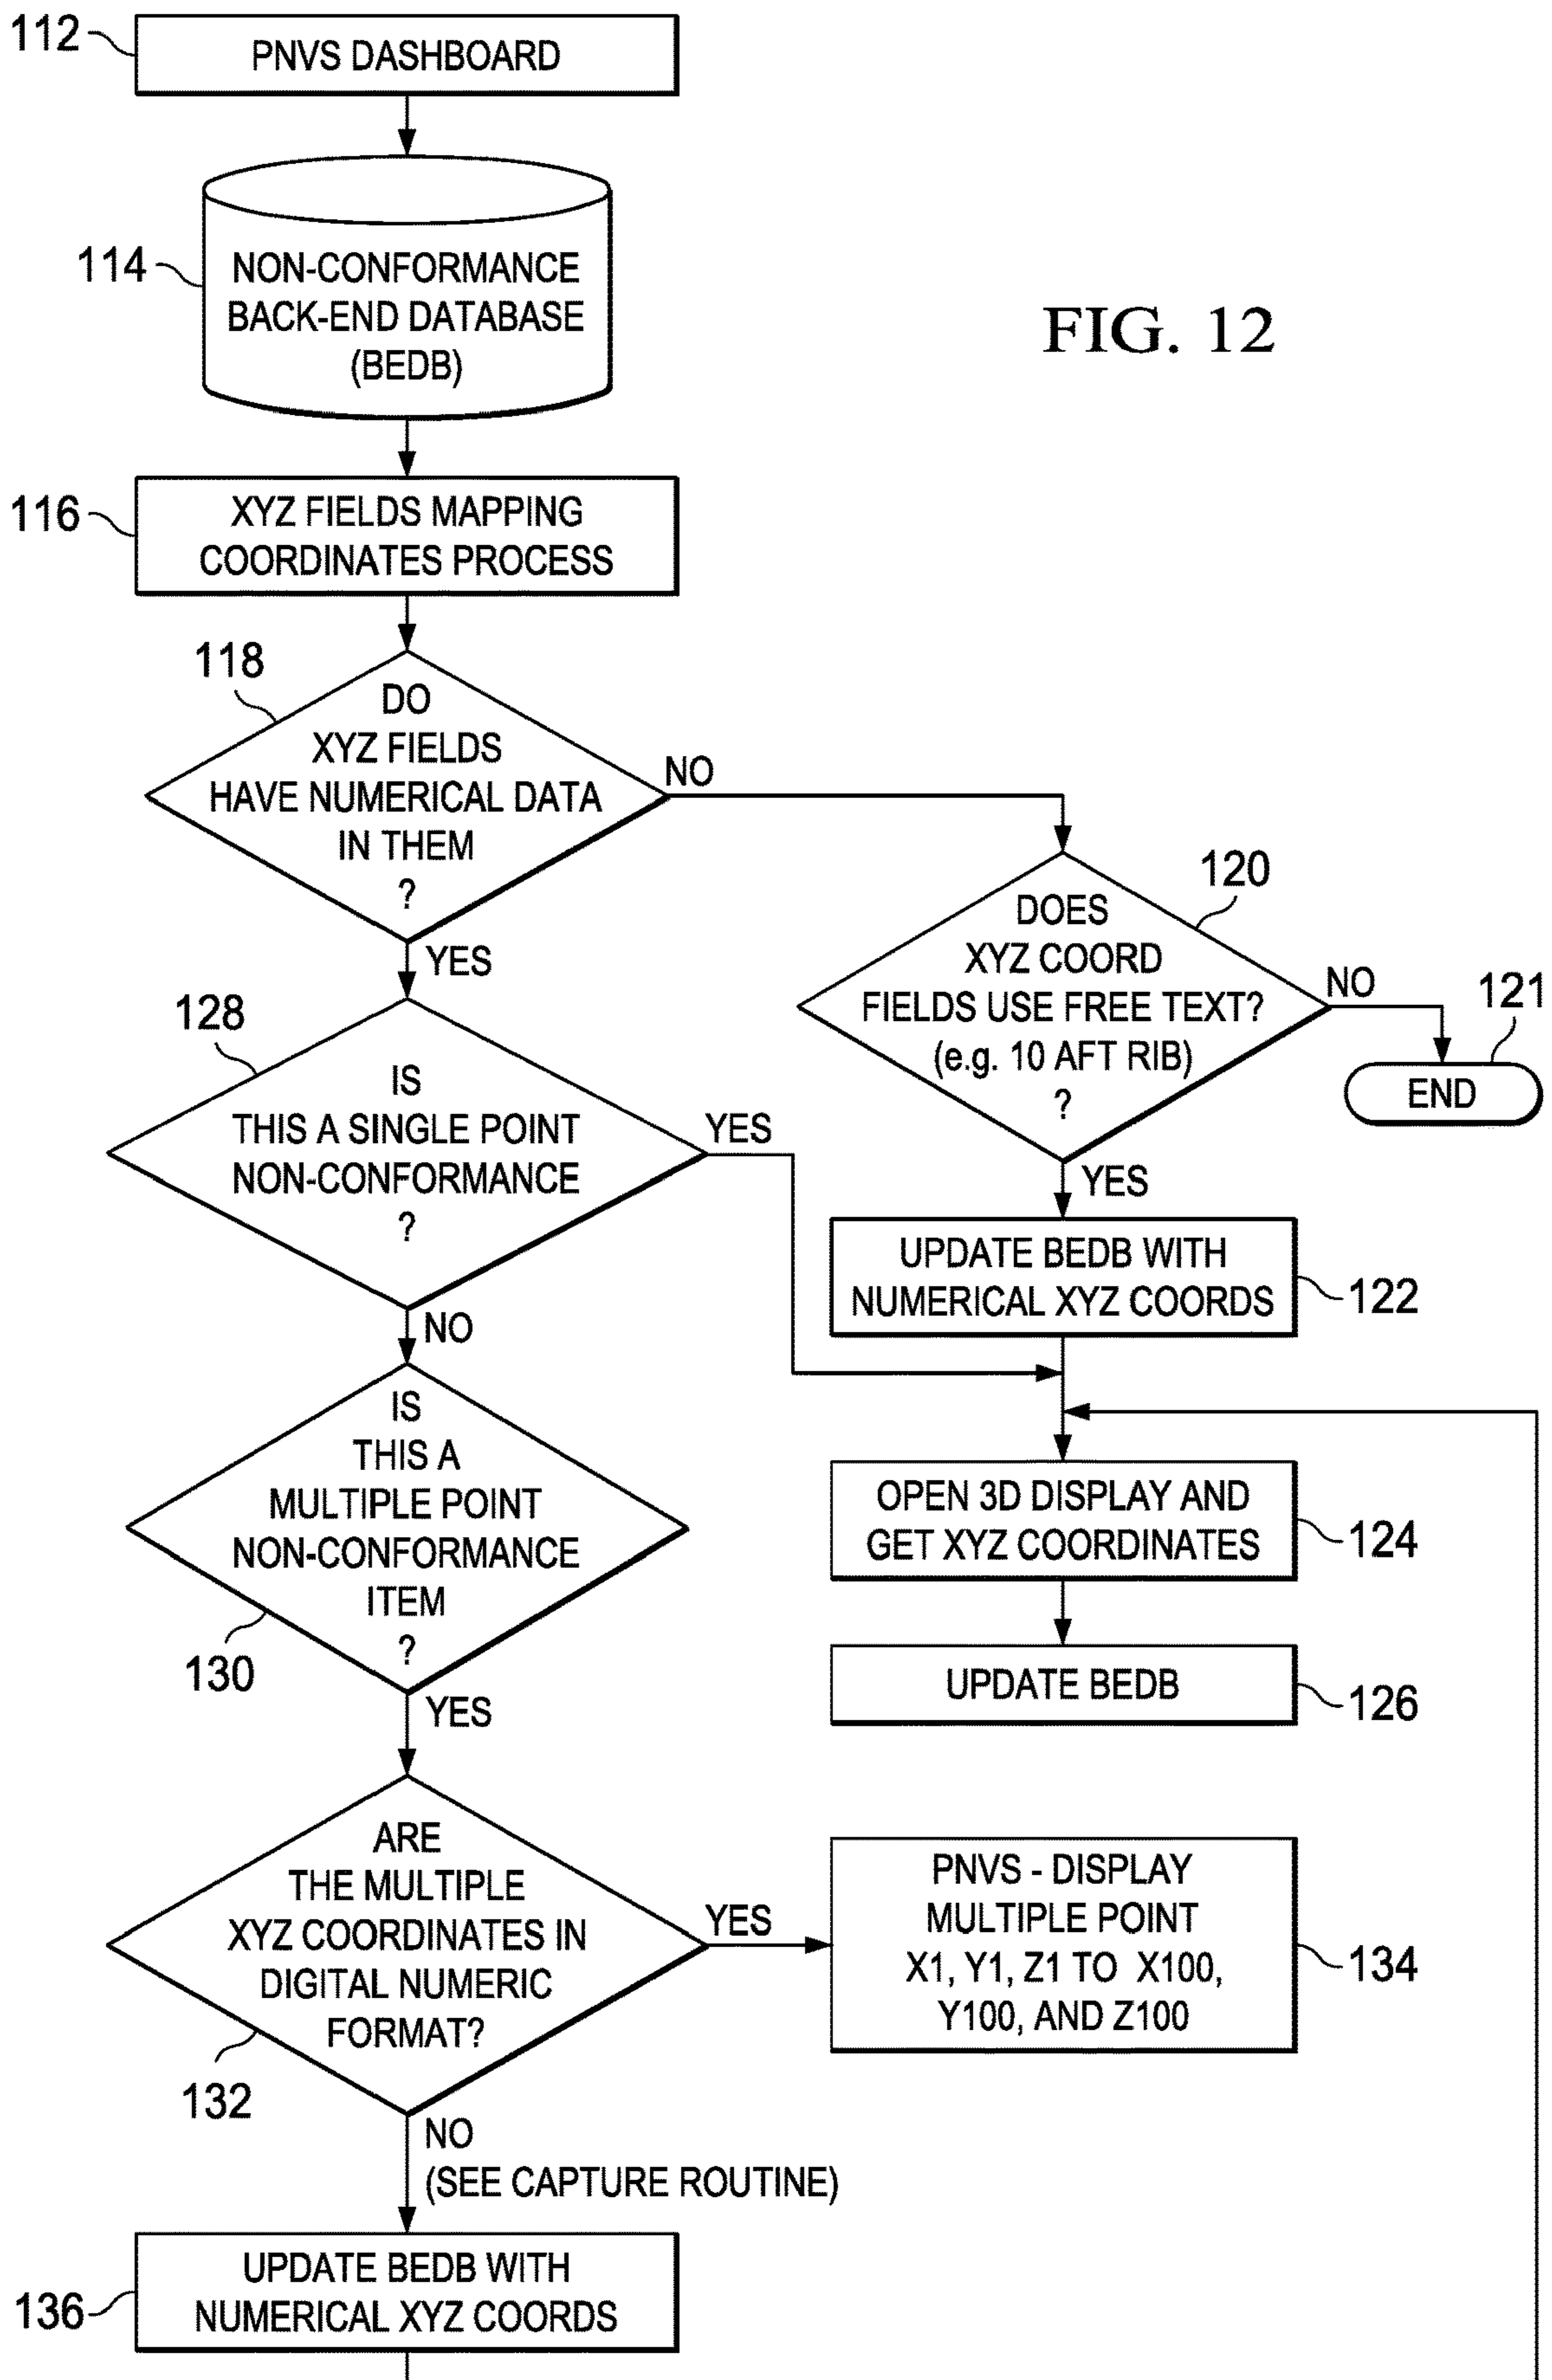 112
PNVS DASHBOARD
114
NON-CONFORMANCE
BACK-END DATABASE
(BEDB)
FIG. 12
116
XYZ FIELDS MAPPING
COORDINATES PROCESS
118
DO
XYZ FIELDS
HAVE NUMERICAL DATA
IN THEM
?
NO
YES
120
DOES
XYZ COORD
FIELDS USE FREE TEXT?
(e.g. 10 AFT RIB)
?
NO
121
END
YES
128
IS
THIS A SINGLE POINT
NON-CONFORMANCE
?
YES
NO
UPDATE BEDB WITH
NUMERICAL XYZ COORDS
122
IS
THIS A
MULTIPLE POINT
NON-CONFORMANCE
ITEM
?
130
YES
OPEN 3D DISPLAY AND
GET XYZ COORDINATES
124
UPDATE BEDB
126
ARE
THE MULTIPLE
XYZ COORDINATES IN
DIGITAL NUMERIC
FORMAT?
132
YES
PNVS - DISPLAY
MULTIPLE POINT
X1, Y1, Z1 TO X100,
Y100, AND Z100
134
NO
(SEE CAPTURE ROUTINE)
UPDATE BEDB WITH
NUMERICAL XYZ COORDS
136